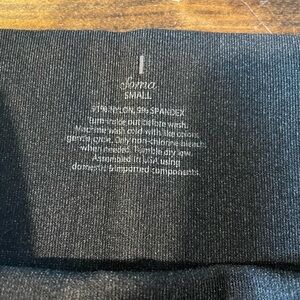 Soma
SMALL
91% NYLON, 9% SPANDEX
Turn inside out before wash.
Machine wash cold with like colors,
gentle cycle. Only non-chlorine bleach,
when needed. Tumble dry low.
Assembled in USA using
domestic & imported components.